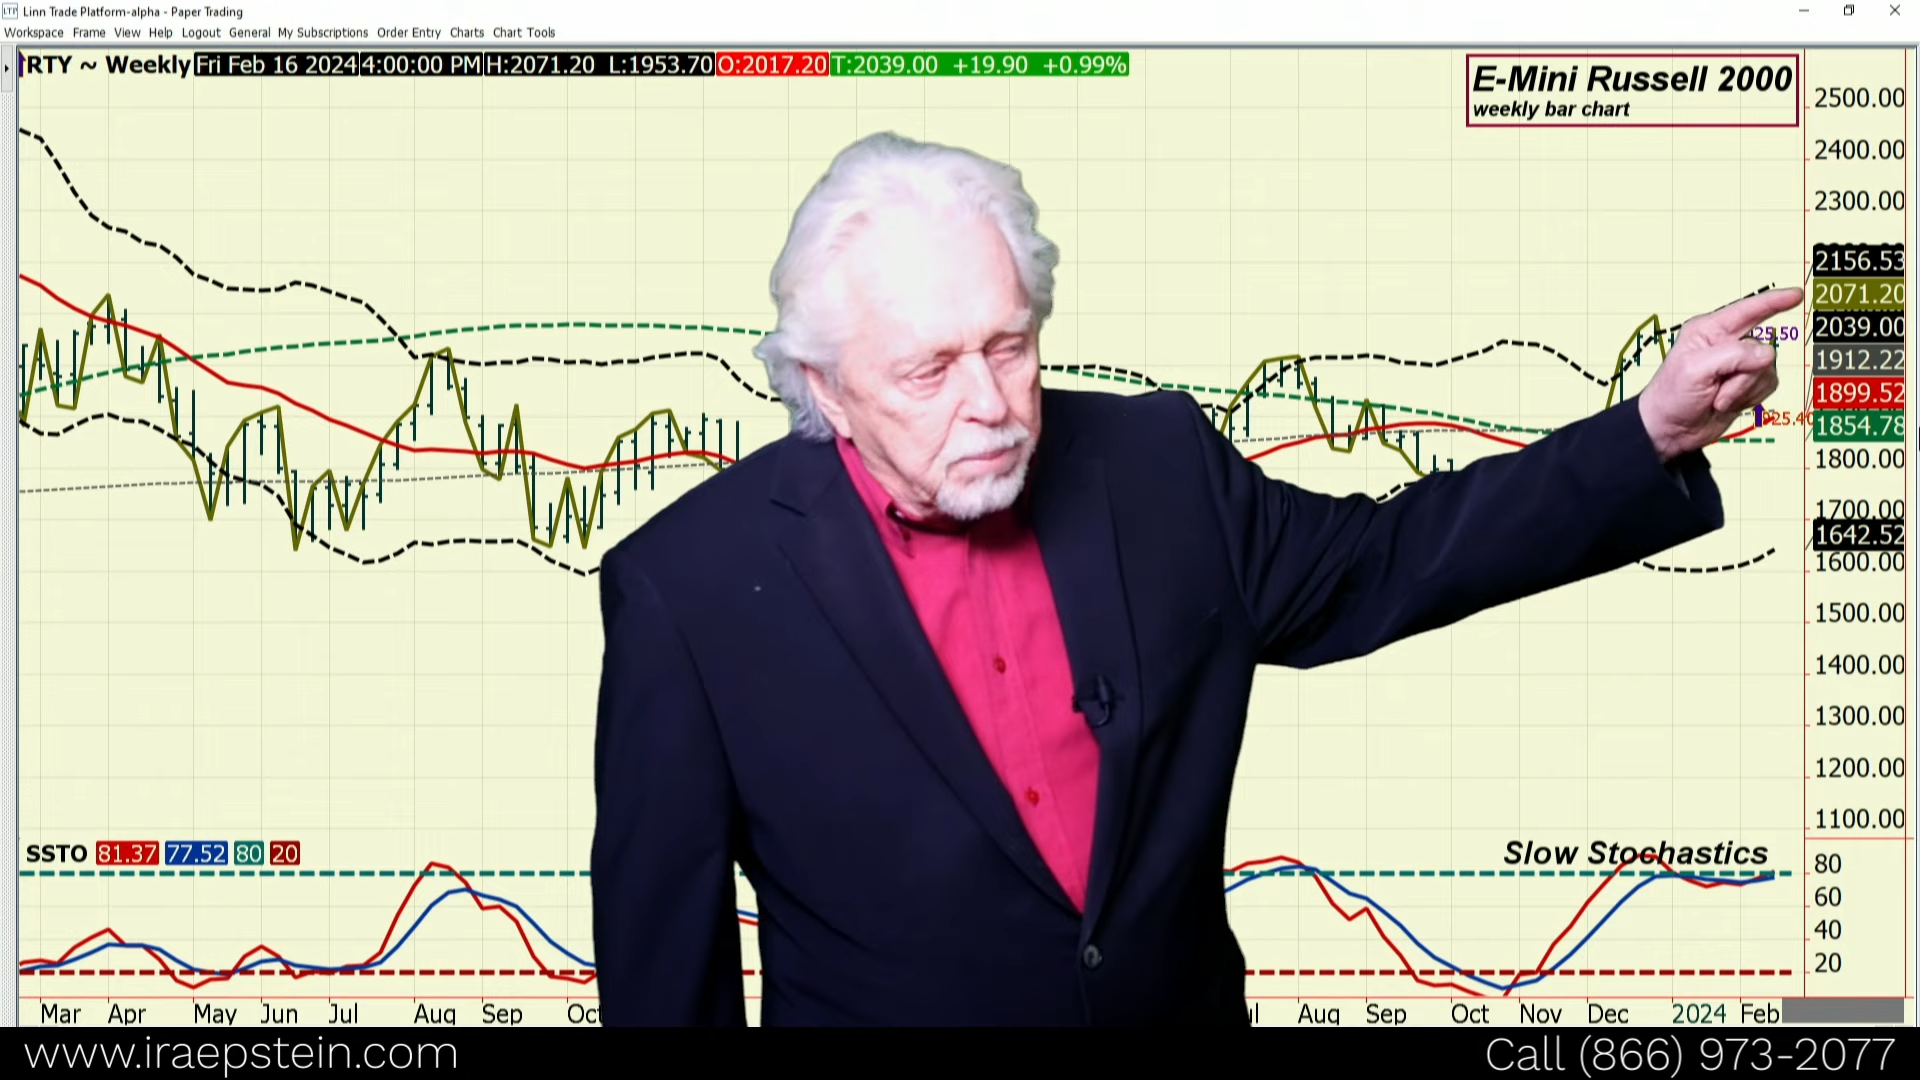 LTP Linn Trade Platform-alpha - Paper Trading
Workspace Frame View Help Logout General My Subscriptions Order Entry Charts Chart Tools
RTY ~ Weekly Fri Feb 16 2024 4:00:00 PM H:2071.20 L:1953.70 O:2017.20 T:2039.00 +19.90 +0.99%
E-Mini Russell 2000
weekly bar chart
2500.00
2400.00
2300.00
2156.53
2071.20
2039.00
25.50
1912.22
1899.52
1854.78
1800.00
1700.00
1642.52
1600.00
1500.00
1400.00
1300.00
1200.00
1100.00
SSTO 81.37 77.52 80 20
Slow Stochastics
80
60
40
20
Mar Apr May Jun Jul Aug Sep Oct Aug Sep Oct Nov Dec 2024 Feb
www.iraepstein.com
Call (866) 973-2077